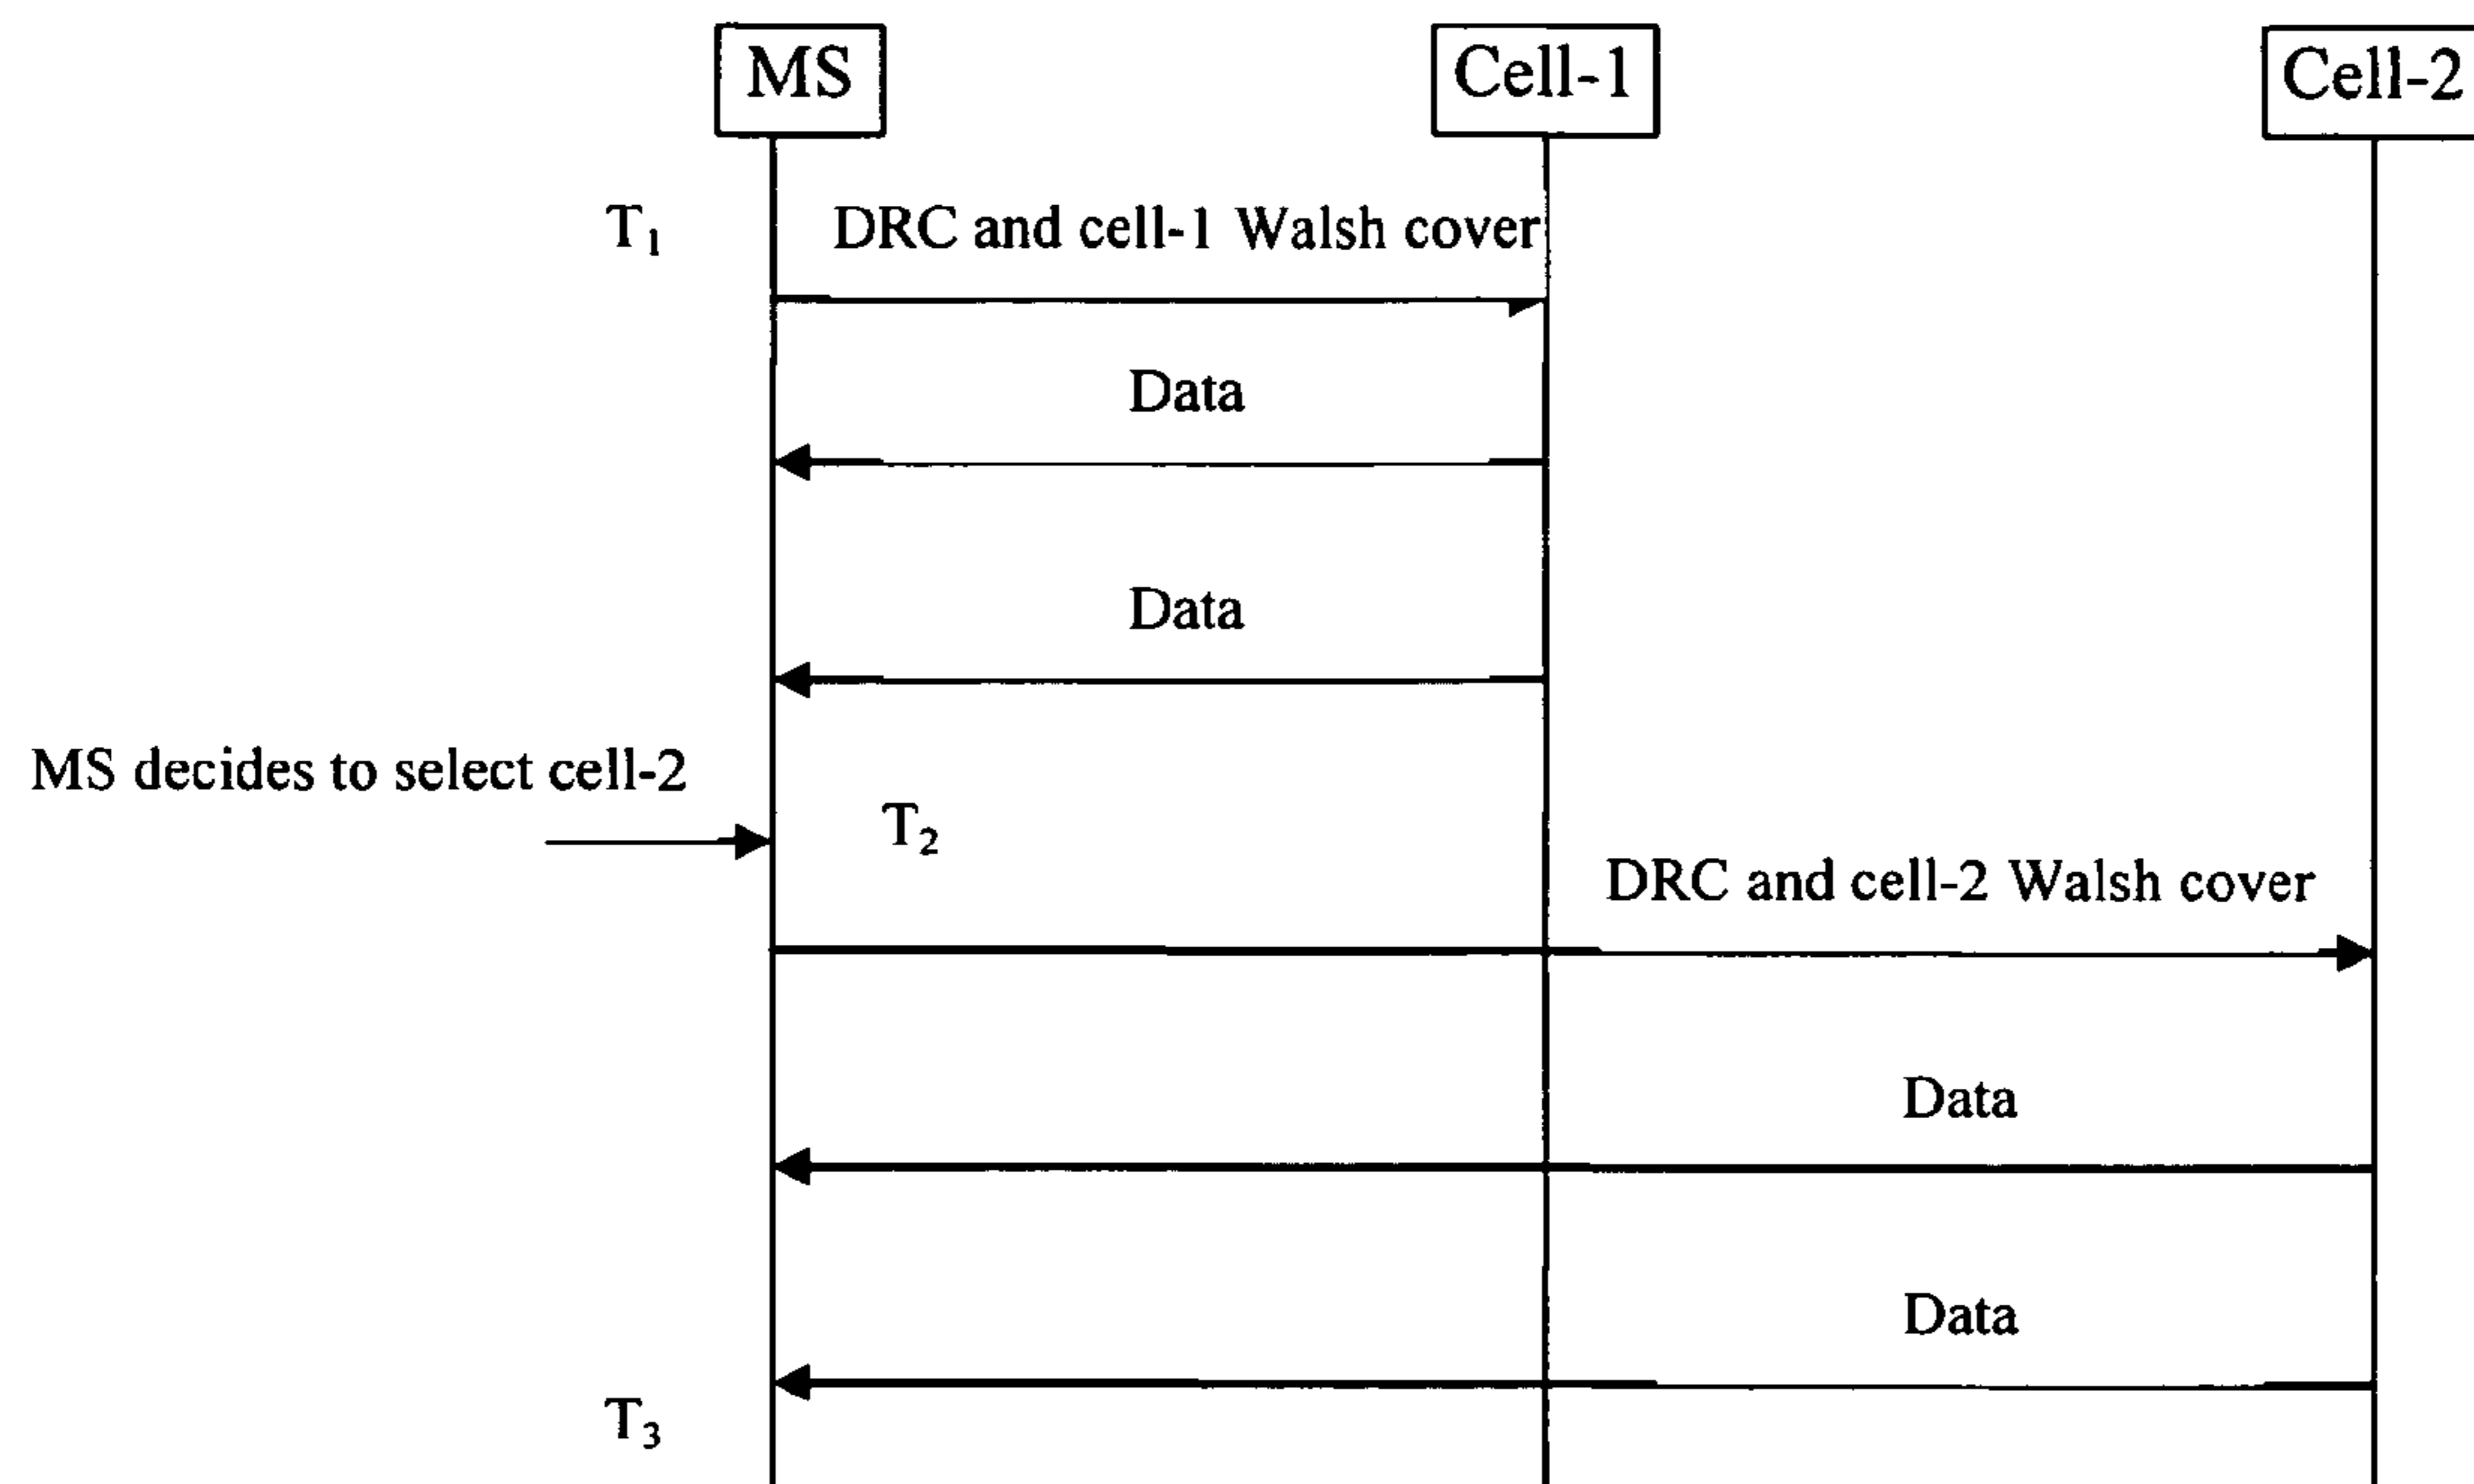 MS
Cell-1
Cell-2
T₁
DRC and cell-1 Walsh cover
Data
Data
MS decides to select cell-2
T₂
DRC and cell-2 Walsh cover
Data
Data
T₃